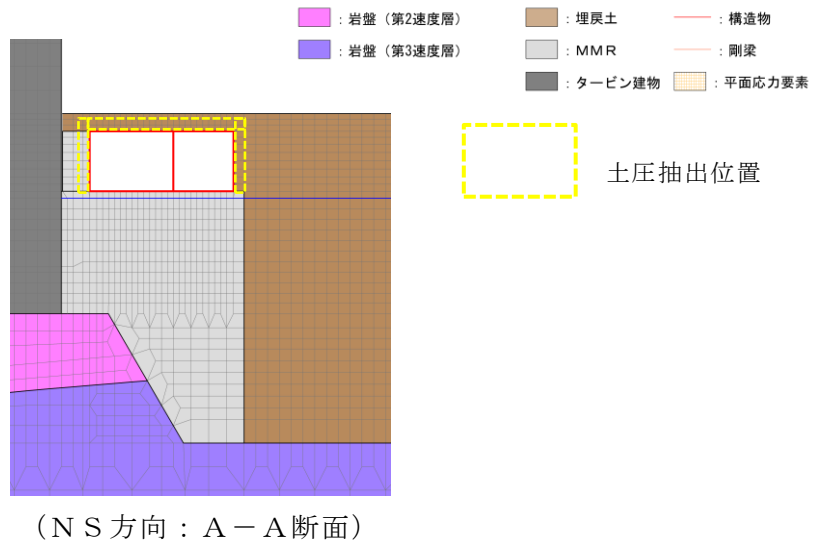 ：岩盤（第2速度層） ：埋戻土 ：構造物
：岩盤（第3速度層） ：ＭＭＲ ：剛梁
：タービン建物 ：平面応力要素
土圧抽出位置
（ＮＳ方向：Ａ－Ａ断面）